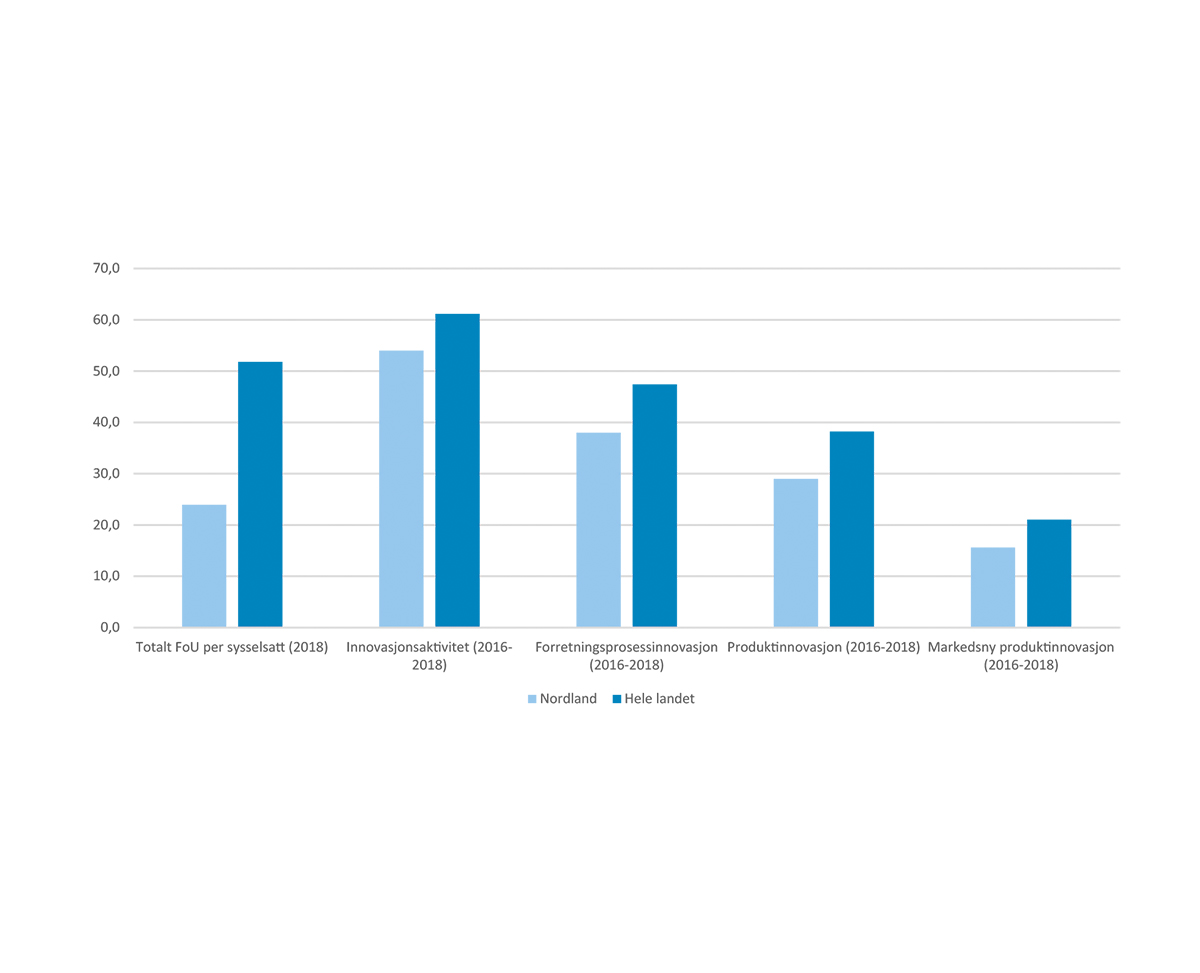 70,0
60,0
50,0
40,0
30,0
20,0
10,0
0,0
Totalt FoU per sysselsatt (2018)
Innovasjonsaktivitet (2016-
2018)
Forretningsprosessinnovasjon
(2016-2018)
Produktinnovasjon (2016-2018)
Markedsny produktinnovasjon
(2016-2018)
Nordland
Hele landet